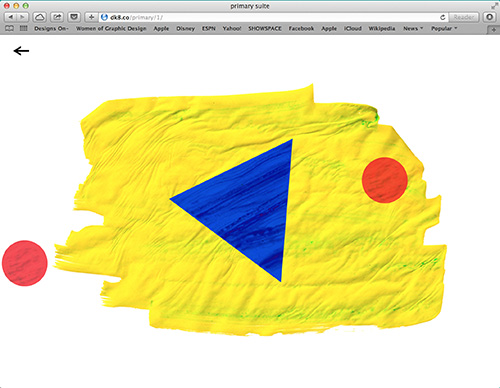 primary suite
dk8.co/primary/1/
Reader
Designs On~ Women of Graphic Design Apple Disney ESPN Yahoo! SHOWSPACE Facebook Apple iCloud News Popular